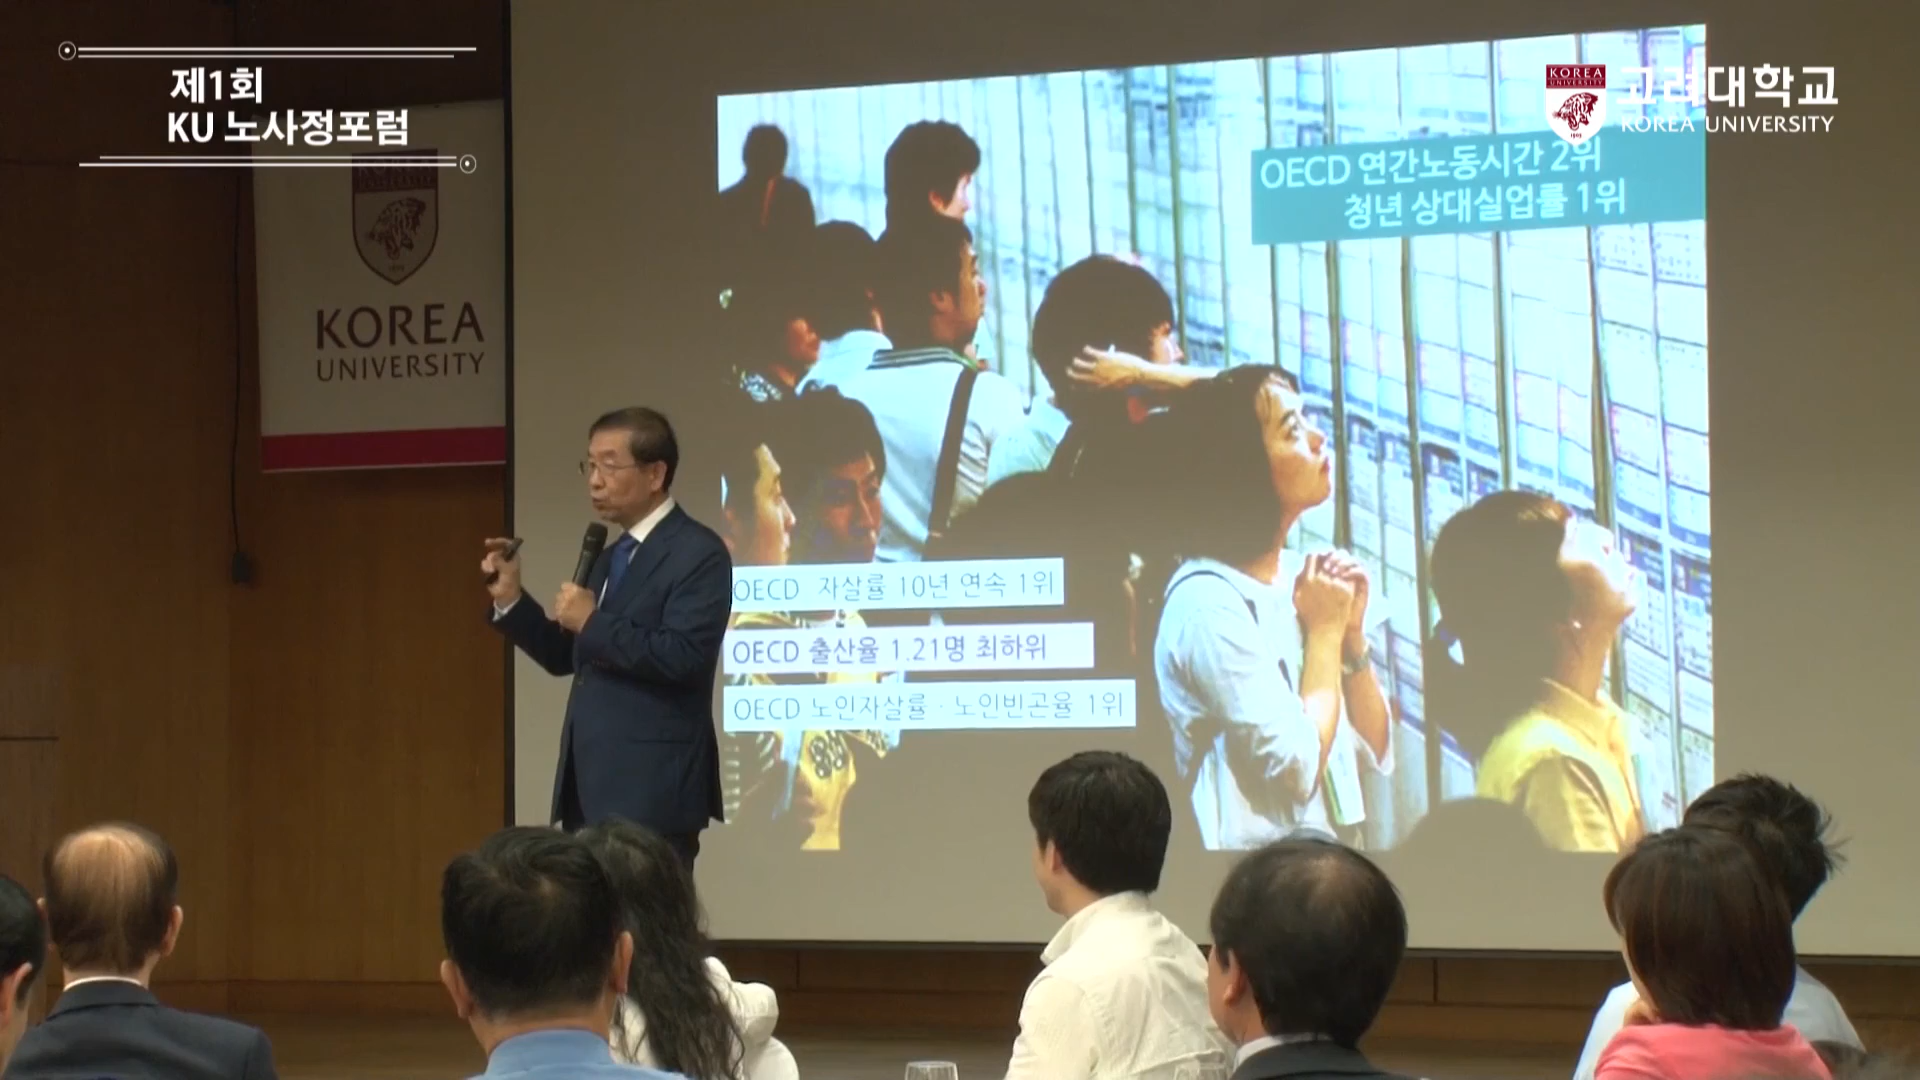 제1회
KU 노사정포럼
KOREA
UNIVERSITY
고려대학교
KOREA UNIVERSITY
KOREA
UNIVERSITY
OECD 연간노동시간 2위
청년 상대실업률 1위
OECD 자살률 10년 연속 1위
OECD 출산율 1.21명 최하위
OECD 노인자살률 · 노인빈곤율 1위